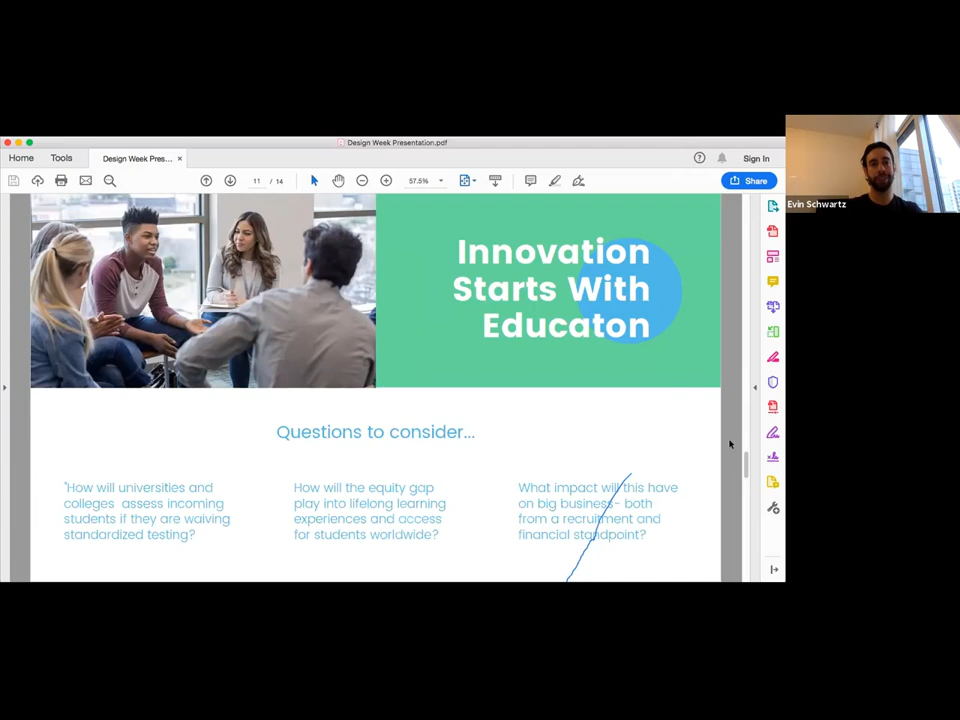 Design Week Presentation.pdf
Home Tools Design Week Pres... × Sign In
11 / 14 57.5% Share
Evin Schwartz
Innovation
Starts With
Educaton
Questions to consider...
"How will universities and
colleges assess incoming
students if they are waiving
standardized testing?
How will the equity gap
play into lifelong learning
experiences and access
for students worldwide?
What impact will this have
on big business- both
from a recruitment and
financial standpoint?